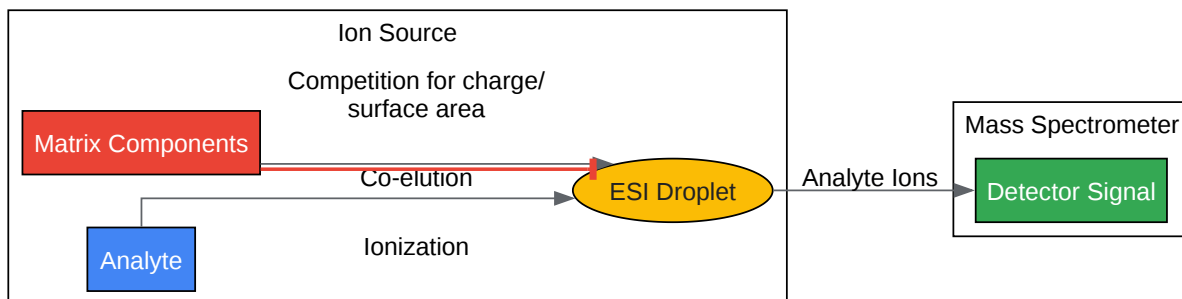 Ion Source
Competition for charge/
surface area
Matrix Components
Co-elution
ESI Droplet
Ionization
Analyte
Analyte Ions
Mass Spectrometer
Detector Signal